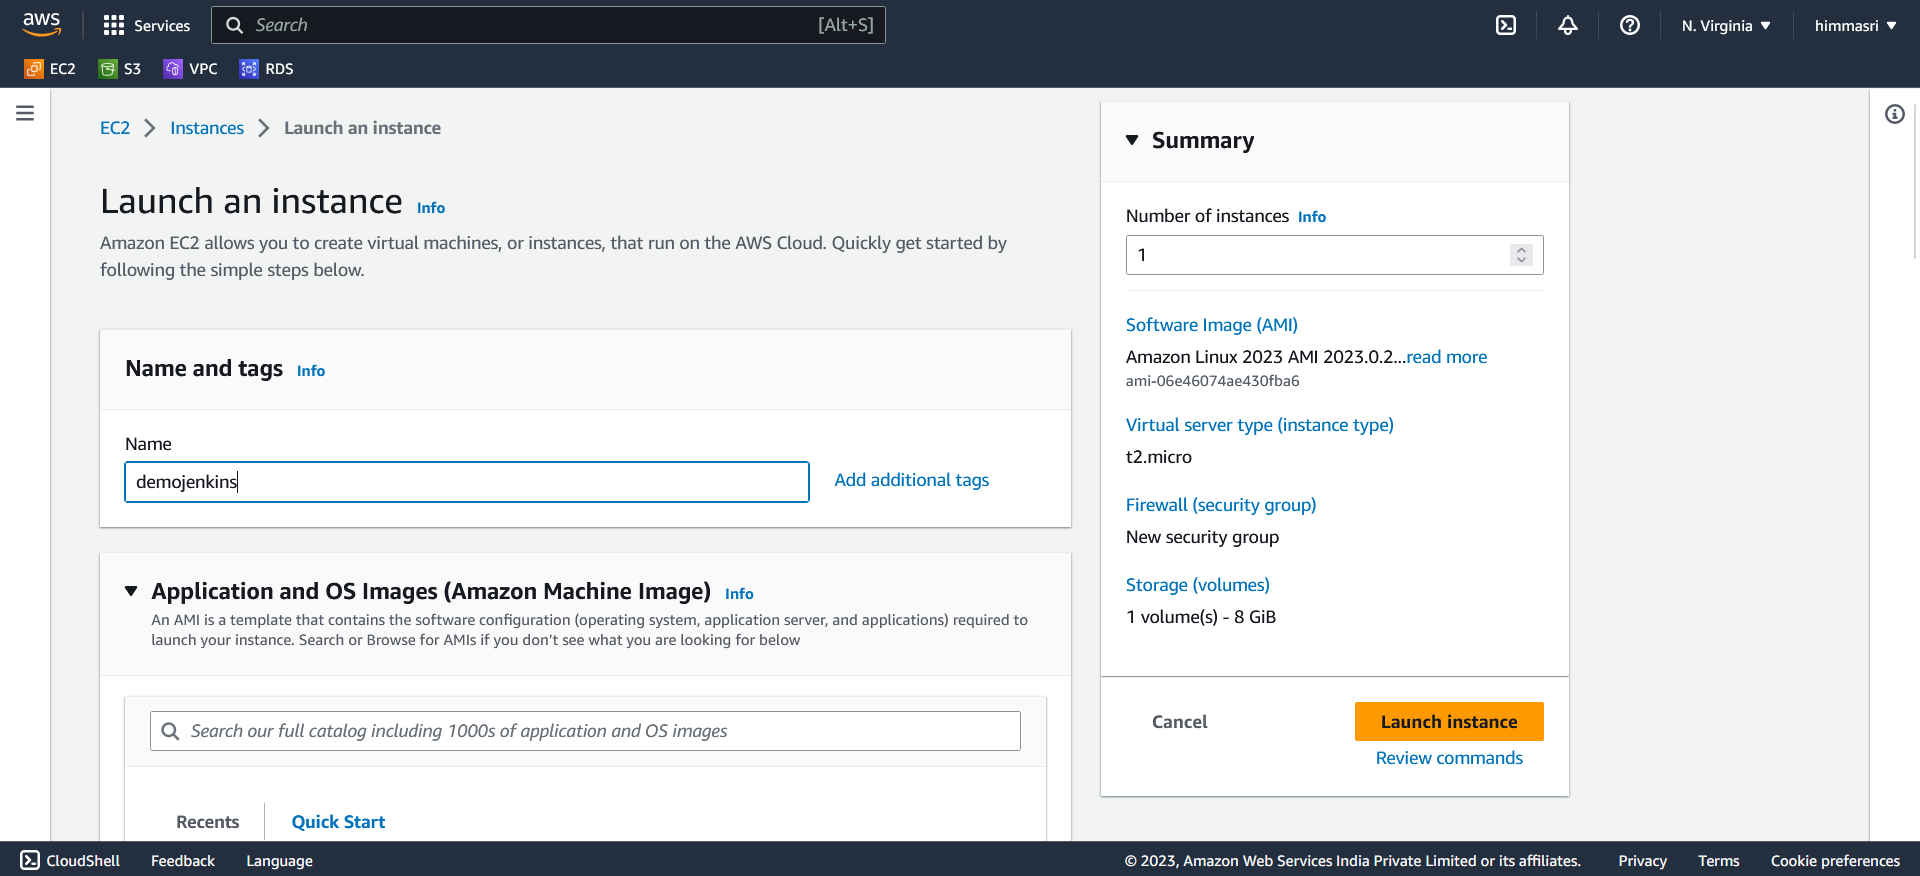 aws
Services
Search
[Alt+S]
N. Virginia
himmasri
EC2
S3
VPC
RDS
EC2
Instances
Launch an instance
Launch an instance Info
Amazon EC2 allows you to create virtual machines, or instances, that run on the AWS Cloud. Quickly get started by
following the simple steps below.
Name and tags Info
Name
demojenkins
Add additional tags
Application and OS Images (Amazon Machine Image) Info
An AMI is a template that contains the software configuration (operating system, application server, and applications) required to
launch your instance. Search or Browse for AMIs if you don't see what you are looking for below
Search our full catalog including 1000s of application and OS images
Recents
Quick Start
Summary
Number of instances Info
1
Software Image (AMI)
Amazon Linux 2023 AMI 2023.0.2...read more
ami-06e46074ae430fba6
Virtual server type (instance type)
t2.micro
Firewall (security group)
New security group
Storage (volumes)
1 volume(s) - 8 GiB
Cancel
Launch instance
Review commands
CloudShell
Feedback
Language
© 2023, Amazon Web Services India Private Limited or its affiliates.
Privacy
Terms
Cookie preferences